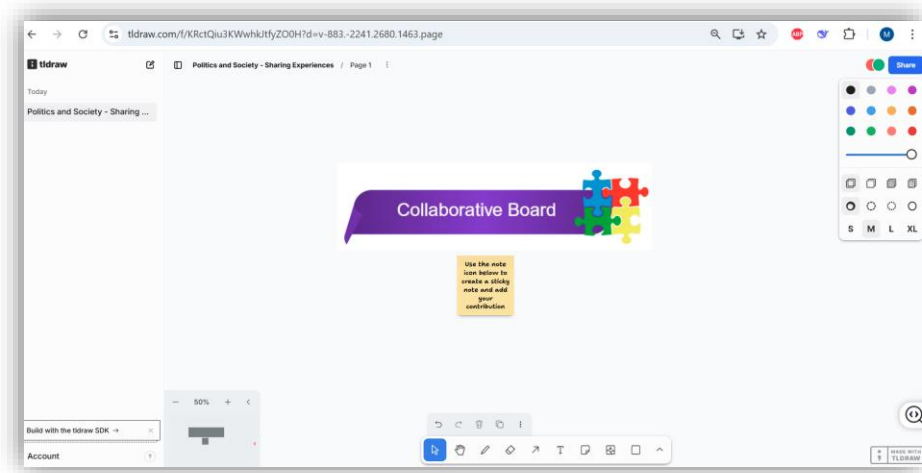 tldraw.com/f/KRctQiu3KWwhkJtfyZO0H?d=v-883.-2241.2680.1463.page
ABP
M
tldraw
Politics and Society - Sharing Experiences / Page 1
Share
Today
Politics and Society - Sharing ...
Collaborative Board
Use the note
icon below to
create a sticky
note and add
your
contribution
S M L XL
50%
Build with the tldraw SDK →
Account
MADE WITH
TLDRAW